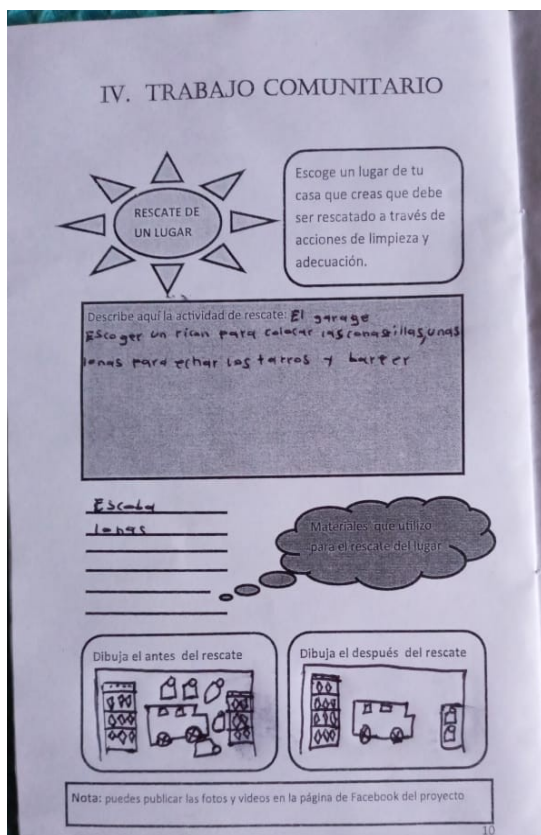 IV. TRABAJO COMUNITARIO
RESCATE DE
UN LUGAR
Escoge un lugar de tu
casa que creas que debe
ser rescatado a través de
acciones de limpieza y
adecuación.
Describe aquí la actividad de rescate: El garage
Escoger un rican para colocar las canastillas, unas
lonas para echar los tarros y barrer
Escoba
lonas
Materiales que utilizo
para el rescate del lugar
Dibuja el antes del rescate
Dibuja el después del rescate
Nota: puedes publicar las fotos y videos en la página de Facebook del proyecto
10